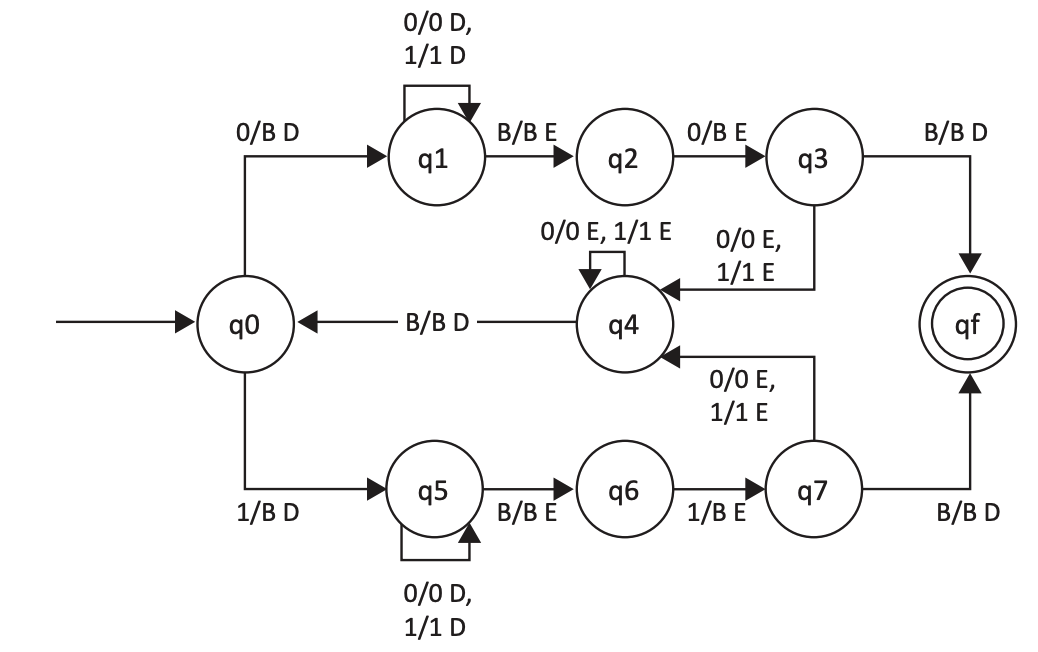 0/0 D,
1/1 D
0/B D
q1
B/B E
q2
0/B E
q3
B/B D
0/0 E, 1/1 E
0/0 E,
1/1 E
q0
B/B D
q4
qf
0/0 E,
1/1 E
1/B D
q5
B/B E
q6
1/B E
q7
B/B D
0/0 D,
1/1 D